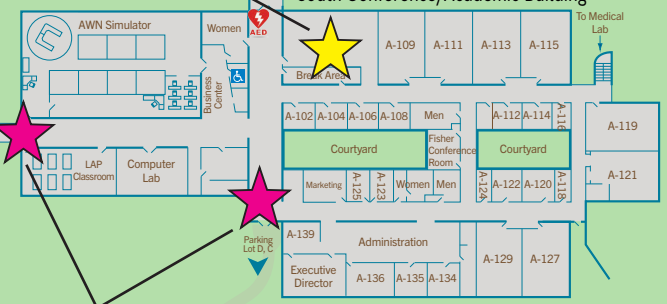 South Conference/Academic Building
AWN Simulator
Women
AED
Business
Center
Break Area
A-109
A-111
A-113
A-115
To Medical
Lab
A-102
A-104
A-106
A-108
Men
A-112
A-114
A-116
A-119
Courtyard
Fisher
Conference
Room
Courtyard
LAP
Classroom
Computer
Lab
Marketing
A-125
A-123
Women
Men
A-124
A-122
A-120
A-118
A-121
Parking
Lot D, C
A-139
Administration
Executive
Director
A-136
A-135
A-134
A-129
A-127